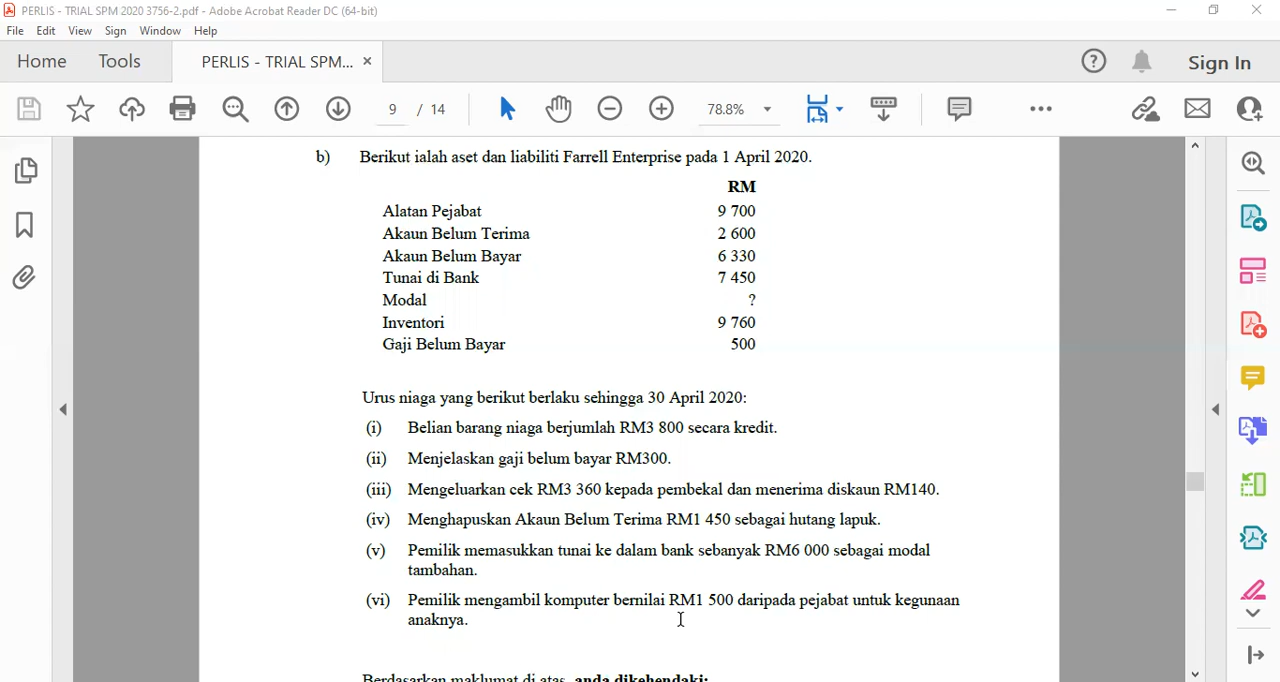 PERLIS - TRIAL SPM 2020 3756-2.pdf - Adobe Acrobat Reader DC (64-bit)
File Edit View Sign Window Help
Home Tools PERLIS - TRIAL SPM... × Sign In
9 / 14 78.8%
b) Berikut ialah aset dan liabiliti Farrell Enterprise pada 1 April 2020.
RM
Alatan Pejabat 9 700
Akaun Belum Terima 2 600
Akaun Belum Bayar 6 330
Tunai di Bank 7 450
Modal ?
Inventori 9 760
Gaji Belum Bayar 500
Urus niaga yang berikut berlaku sehingga 30 April 2020:
(i) Belian barang niaga berjumlah RM3 800 secara kredit.
(ii) Menjelaskan gaji belum bayar RM300.
(iii) Mengeluarkan cek RM3 360 kepada pembekal dan menerima diskaun RM140.
(iv) Menghapuskan Akaun Belum Terima RM1 450 sebagai hutang lapuk.
(v) Pemilik memasukkan tunai ke dalam bank sebanyak RM6 000 sebagai modal
tambahan.
(vi) Pemilik mengambil komputer bernilai RM1 500 daripada pejabat untuk kegunaan
anaknya.
Berdasarkan maklumat di atas, anda dikehendaki: